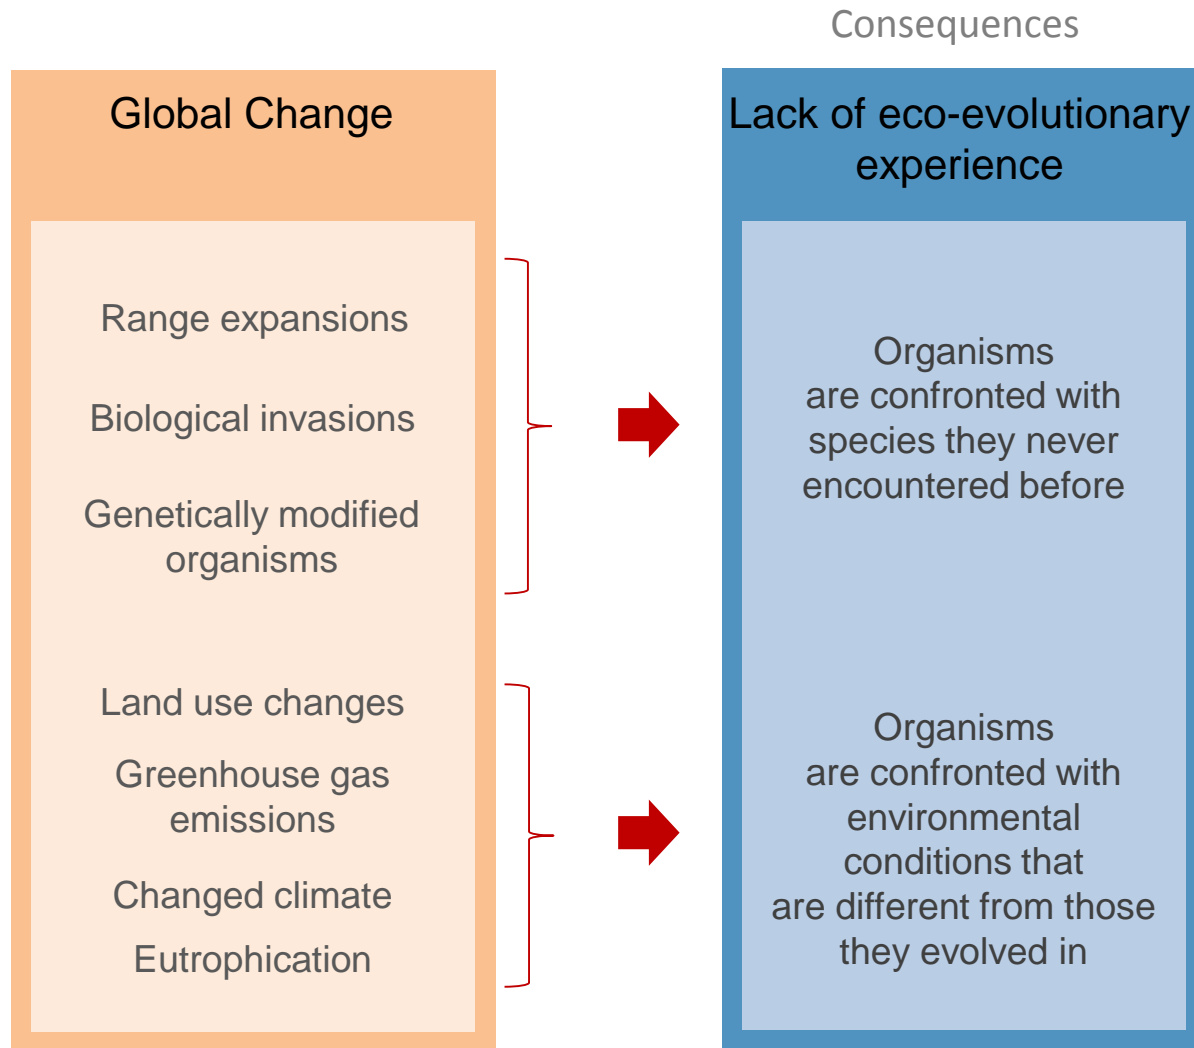 Consequences
Global Change
Range expansions
Biological invasions
Genetically modified
organisms
Land use changes
Greenhouse gas
emissions
Changed climate
Eutrophication
Lack of eco-evolutionary
experience
Organisms
are confronted with
species they never
encountered before
Organisms
are confronted with
environmental
conditions that
are different from those
they evolved in